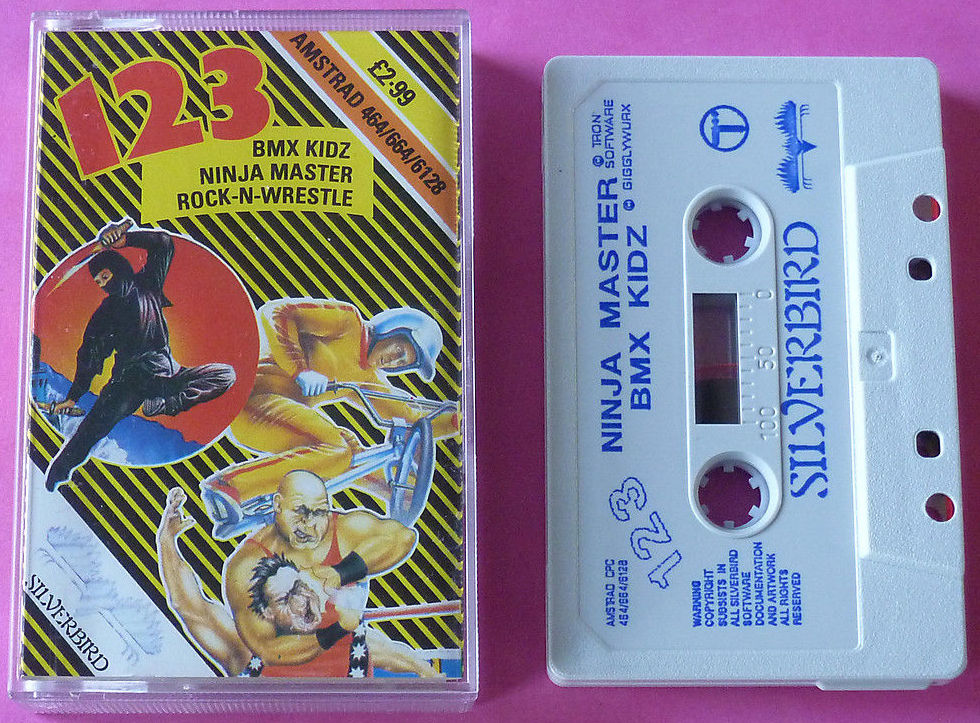 123
BMX KIDZ
NINJA MASTER
ROCK-N-WRESTLE
£2·99
AMSTRAD 464/664/6128
SILVERBIRD
NINJA MASTER © TRON SOFTWARE
BMX KIDZ © GIGGLYWURX
T
SILVERBIRD
0
50
100
123
AMSTRAD CPC
464/664/6128
WARNING
COPYRIGHT
SUBSISTS IN
ALL SILVERBIRD
SOFTWARE
DOCUMENTATION
AND ARTWORK
ALL RIGHTS
RESERVED